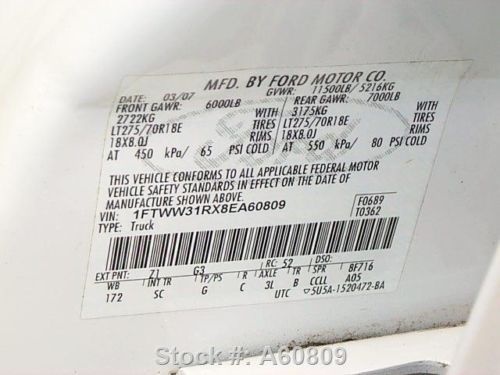 MFD. BY FORD MOTOR CO.
DATE: 03/07 GVWR: 11500LB/ 5216KG
FRONT GAWR: 6000LB REAR GAWR: 7000LB
2722KG WITH 3175KG WITH
LT275/70R18E TIRES LT275/70R18E TIRES
18X8.0J RIMS 18X8.0J RIMS
AT 450 kPa/ 65 PSI COLD AT 550 kPa/ 80 PSI COLD
THIS VEHICLE CONFORMS TO ALL APPLICABLE FEDERAL MOTOR
VEHICLE SAFETY STANDARDS IN EFFECT ON THE DATE OF
MANUFACTURE SHOWN ABOVE.
VIN: 1FTWW31RX8EA60809 F0689
TYPE: Truck T0362
EXT PNT: Z1 G3 RC: 52 DSO:
WB INT TR TP/PS R AXLE TR SPR 8F716
172 SC G C 3L B CCLL A05
UTC 5U5A-1520472-BA
Stock #: A60809